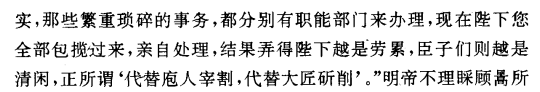 实,那些繁重琐碎的事务,都分别有职能部门来办理,现在陛下您
全部包揽过来,亲自处理,结果弄得陛下越是劳累,臣子们则越是
清闲,正所谓‘代替庖人宰割,代替大匠斫削’。”明帝不理睬顾暠所